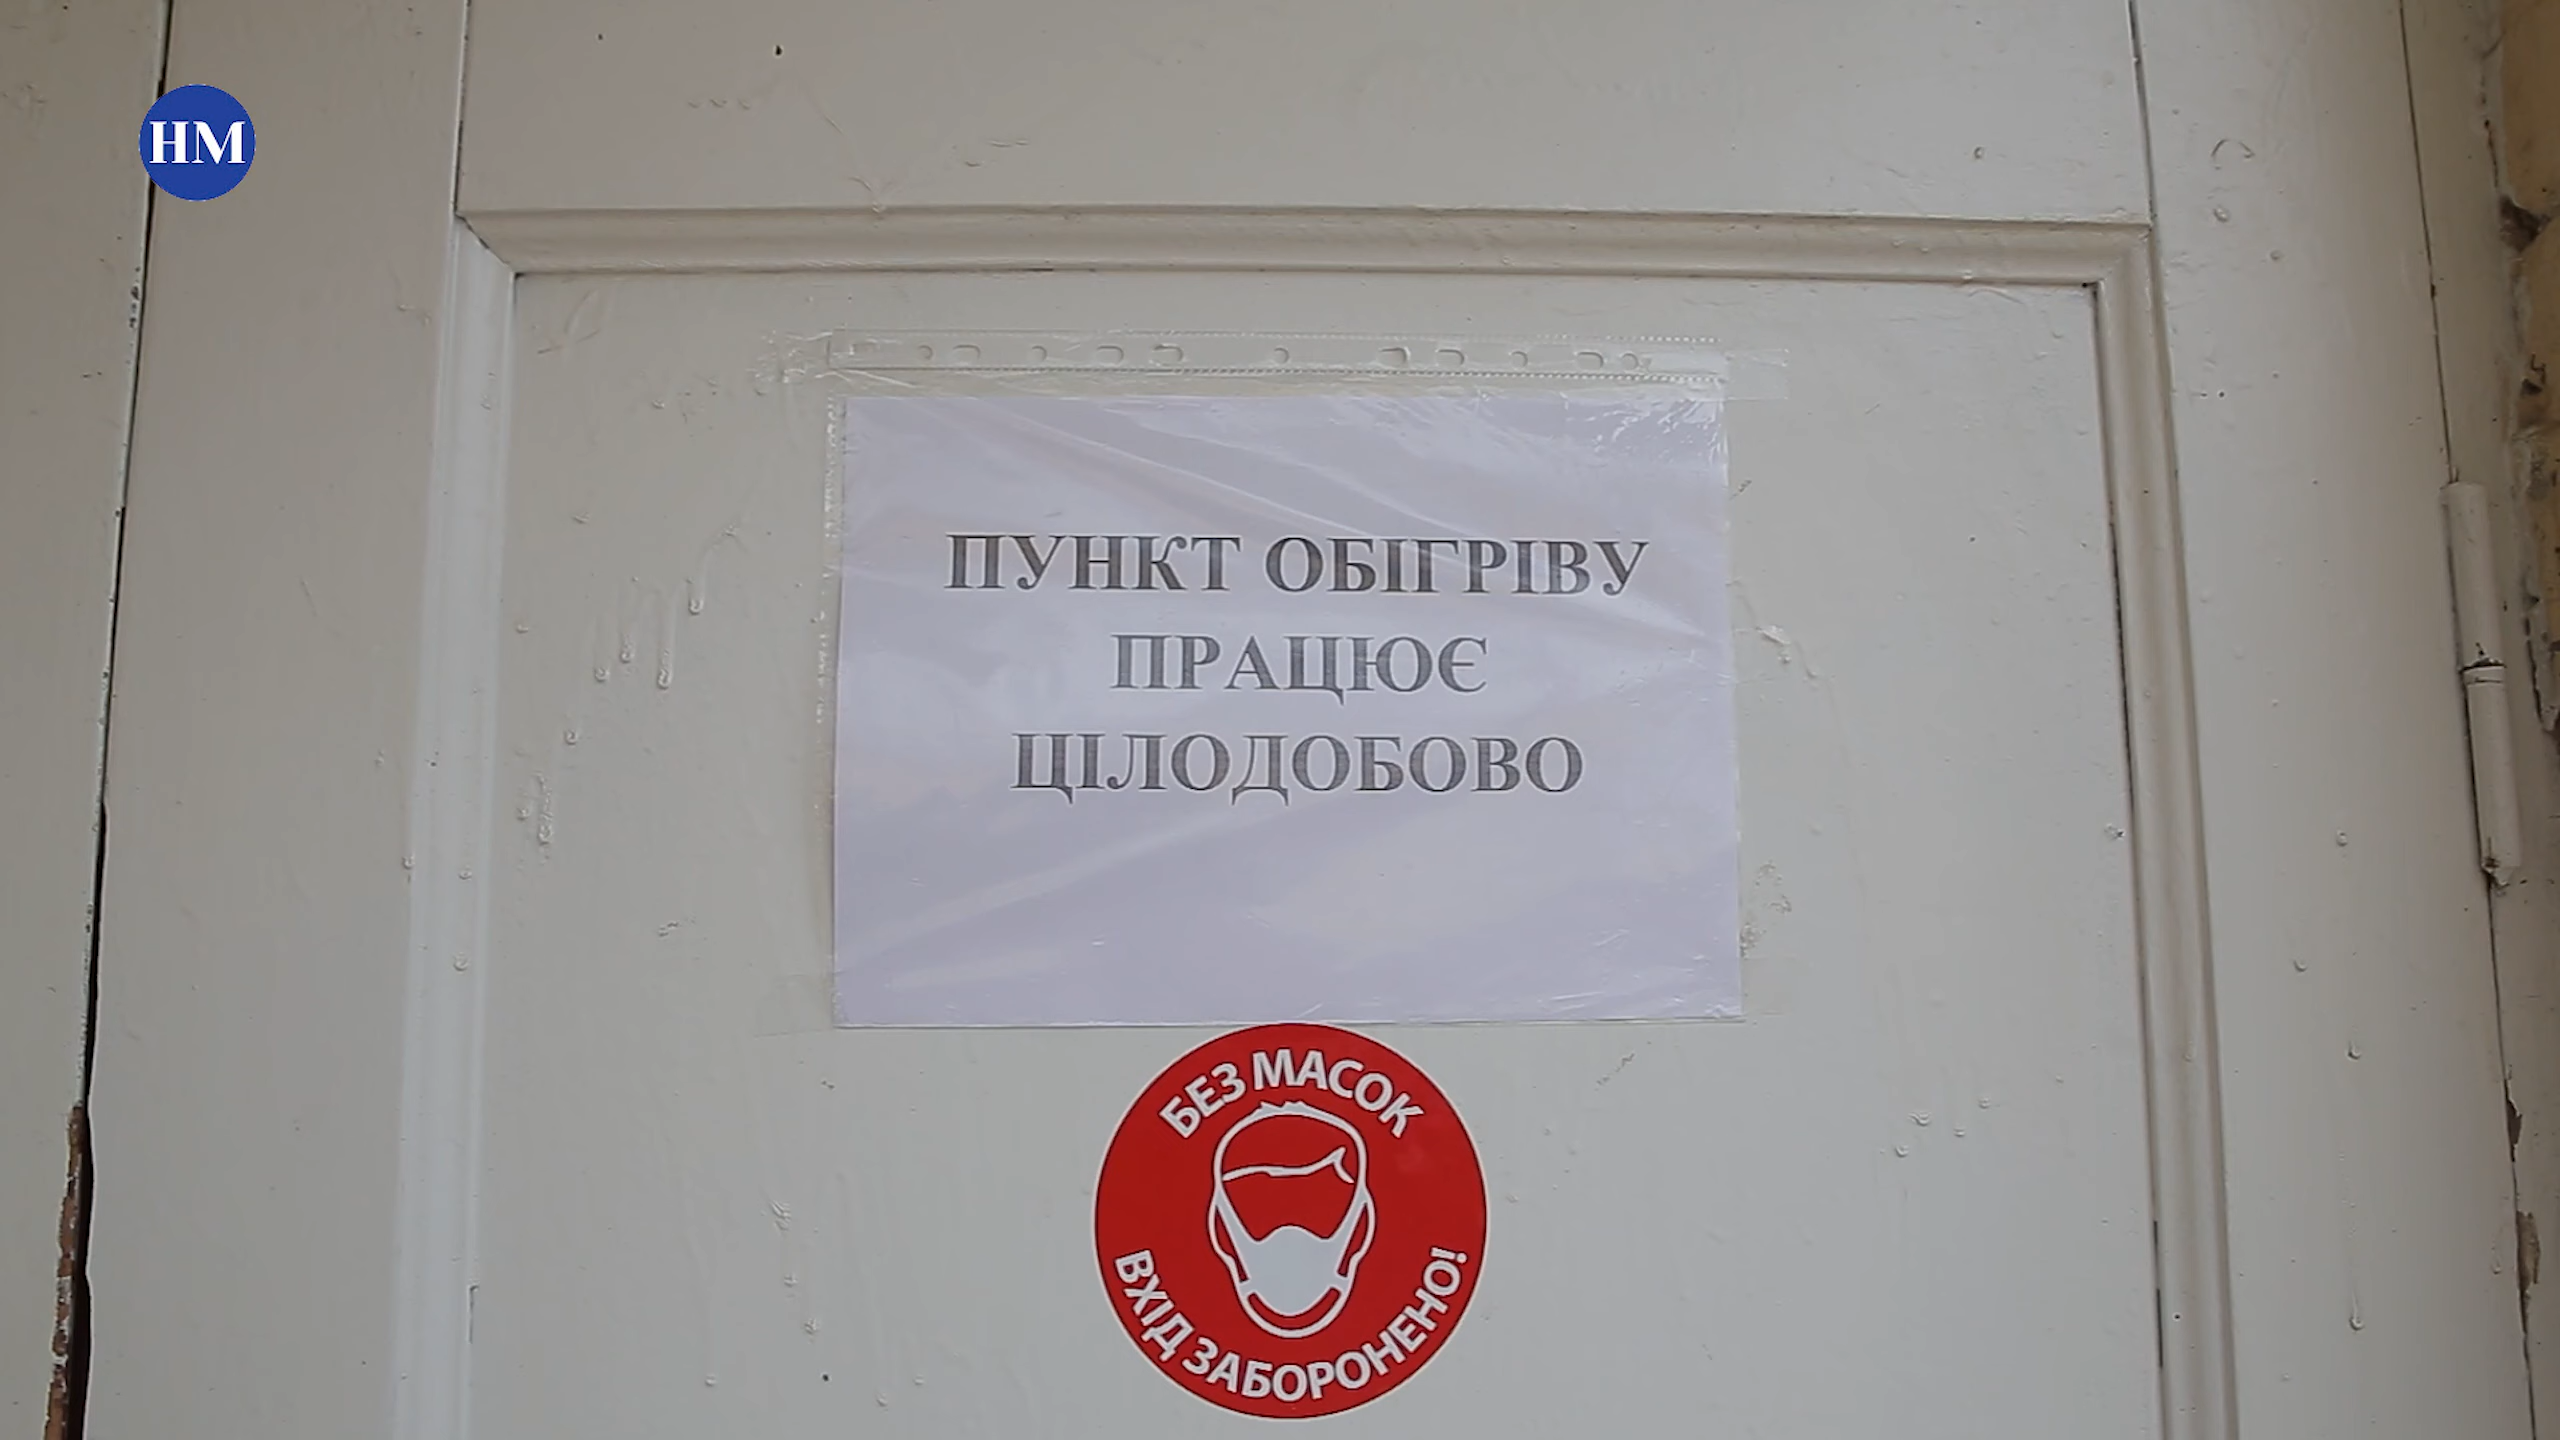 НМ
ПУНКТ ОБІГРІВУ
ПРАЦЮЄ
ЦІЛОДОБОВО
БЕЗ МАСОК
ВХІД ЗАБОРОНЕНО!